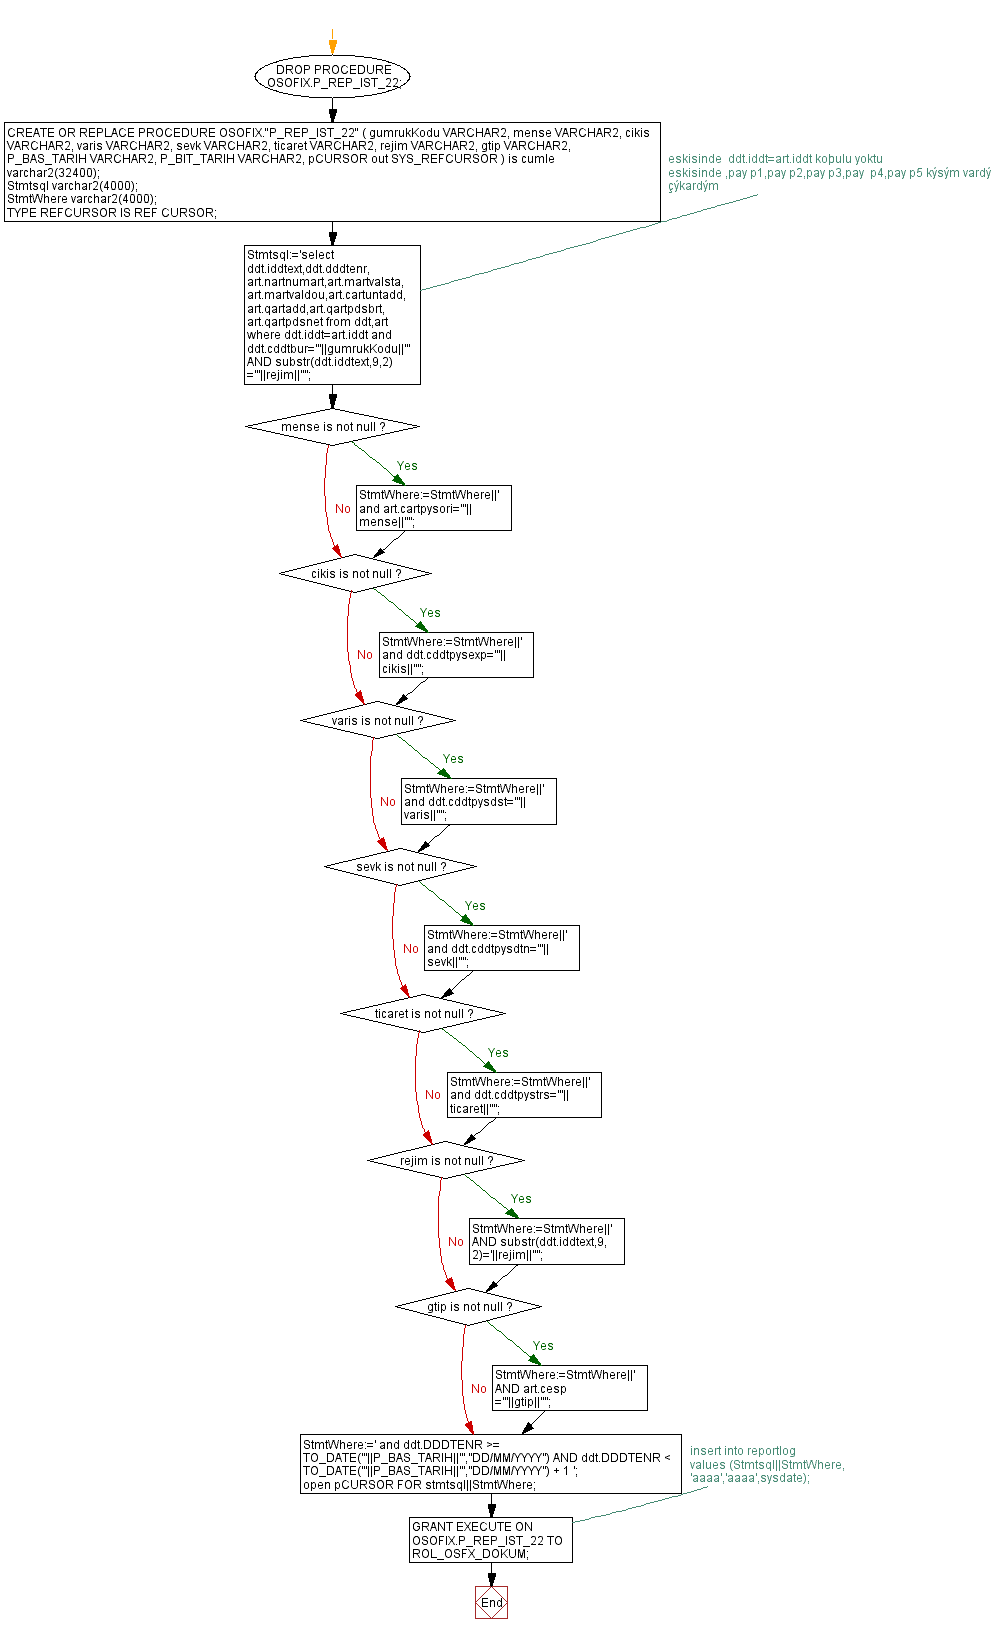 DROP PROCEDURE
OSOFIX.P_REP_IST_22;
CREATE OR REPLACE PROCEDURE OSOFIX."P_REP_IST_22" ( gumrukKodu VARCHAR2, mense VARCHAR2, cikis
VARCHAR2, varis VARCHAR2, sevk VARCHAR2, ticaret VARCHAR2, rejim VARCHAR2, gtip VARCHAR2,
P_BAS_TARIH VARCHAR2, P_BIT_TARIH VARCHAR2, pCURSOR out SYS_REFCURSOR ) is cumle
varchar2(32400);
Stmtsql varchar2(4000);
StmtWhere varchar2(4000);
TYPE REFCURSOR IS REF CURSOR;
eskisinde  ddt.iddt=art.iddt koþulu yoktu
eskisinde ,pay p1,pay p2,pay p3,pay  p4,pay p5 kýsým vardý
çýkardým
Stmtsql:='select
ddt.iddtext,ddt.dddtenr,
art.nartnumart,art.martvalsta,
art.martvaldou,art.cartuntadd,
art.qartadd,art.qartpdsbrt,
art.qartpdsnet from ddt,art
where ddt.iddt=art.iddt and
ddt.cddtbur='''||gumrukKodu||'''
AND substr(ddt.iddtext,9,2)
='''||rejim||'''';
mense is not null ?
Yes
StmtWhere:=StmtWhere||'
and art.cartpysori='''||
mense||'''';
No
cikis is not null ?
Yes
StmtWhere:=StmtWhere||'
and ddt.cddtpysexp='''||
cikis||'''';
No
varis is not null ?
Yes
StmtWhere:=StmtWhere||'
and ddt.cddtpysdst='''||
varis||'''';
No
sevk is not null ?
Yes
StmtWhere:=StmtWhere||'
and ddt.cddtpysdtn='''||
sevk||'''';
No
ticaret is not null ?
Yes
StmtWhere:=StmtWhere||'
and ddt.cddtpystrs='''||
ticaret||'''';
No
rejim is not null ?
Yes
StmtWhere:=StmtWhere||'
AND substr(ddt.iddtext,9,
2)='||rejim||'''';
No
gtip is not null ?
Yes
StmtWhere:=StmtWhere||'
AND art.cesp
='''||gtip||'''';
No
StmtWhere:=' and ddt.DDDTENR >=
TO_DATE('''||P_BAS_TARIH||''',''DD/MM/YYYY'') AND ddt.DDDTENR <
TO_DATE('''||P_BAS_TARIH||''',''DD/MM/YYYY'') + 1 ';
open pCURSOR FOR stmtsql||StmtWhere;
insert into reportlog
values (Stmtsql||StmtWhere,
'aaaa','aaaa',sysdate);
GRANT EXECUTE ON
OSOFIX.P_REP_IST_22 TO
ROL_OSFX_DOKUM;
End